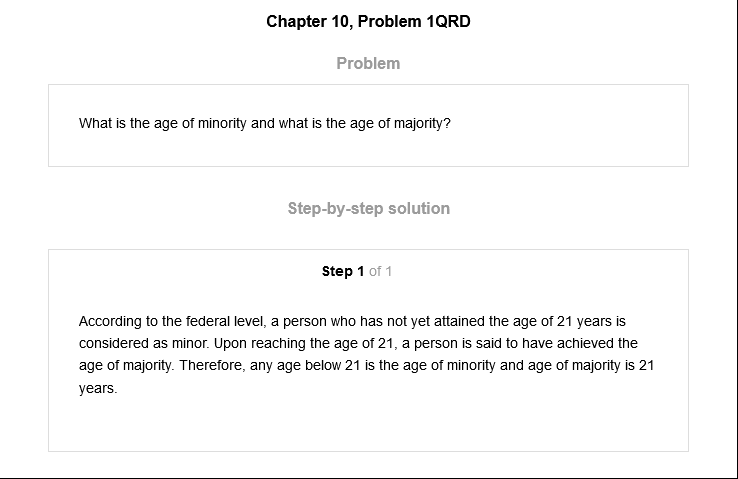 Chapter 10, Problem 1QRD
Problem
What is the age of minority and what is the age of majority?
Step-by-step solution
Step 1 of 1
According to the federal level, a person who has not yet attained the age of 21 years is
considered as minor. Upon reaching the age of 21, a person is said to have achieved the
age of majority. Therefore, any age below 21 is the age of minority and age of majority is 21
years.